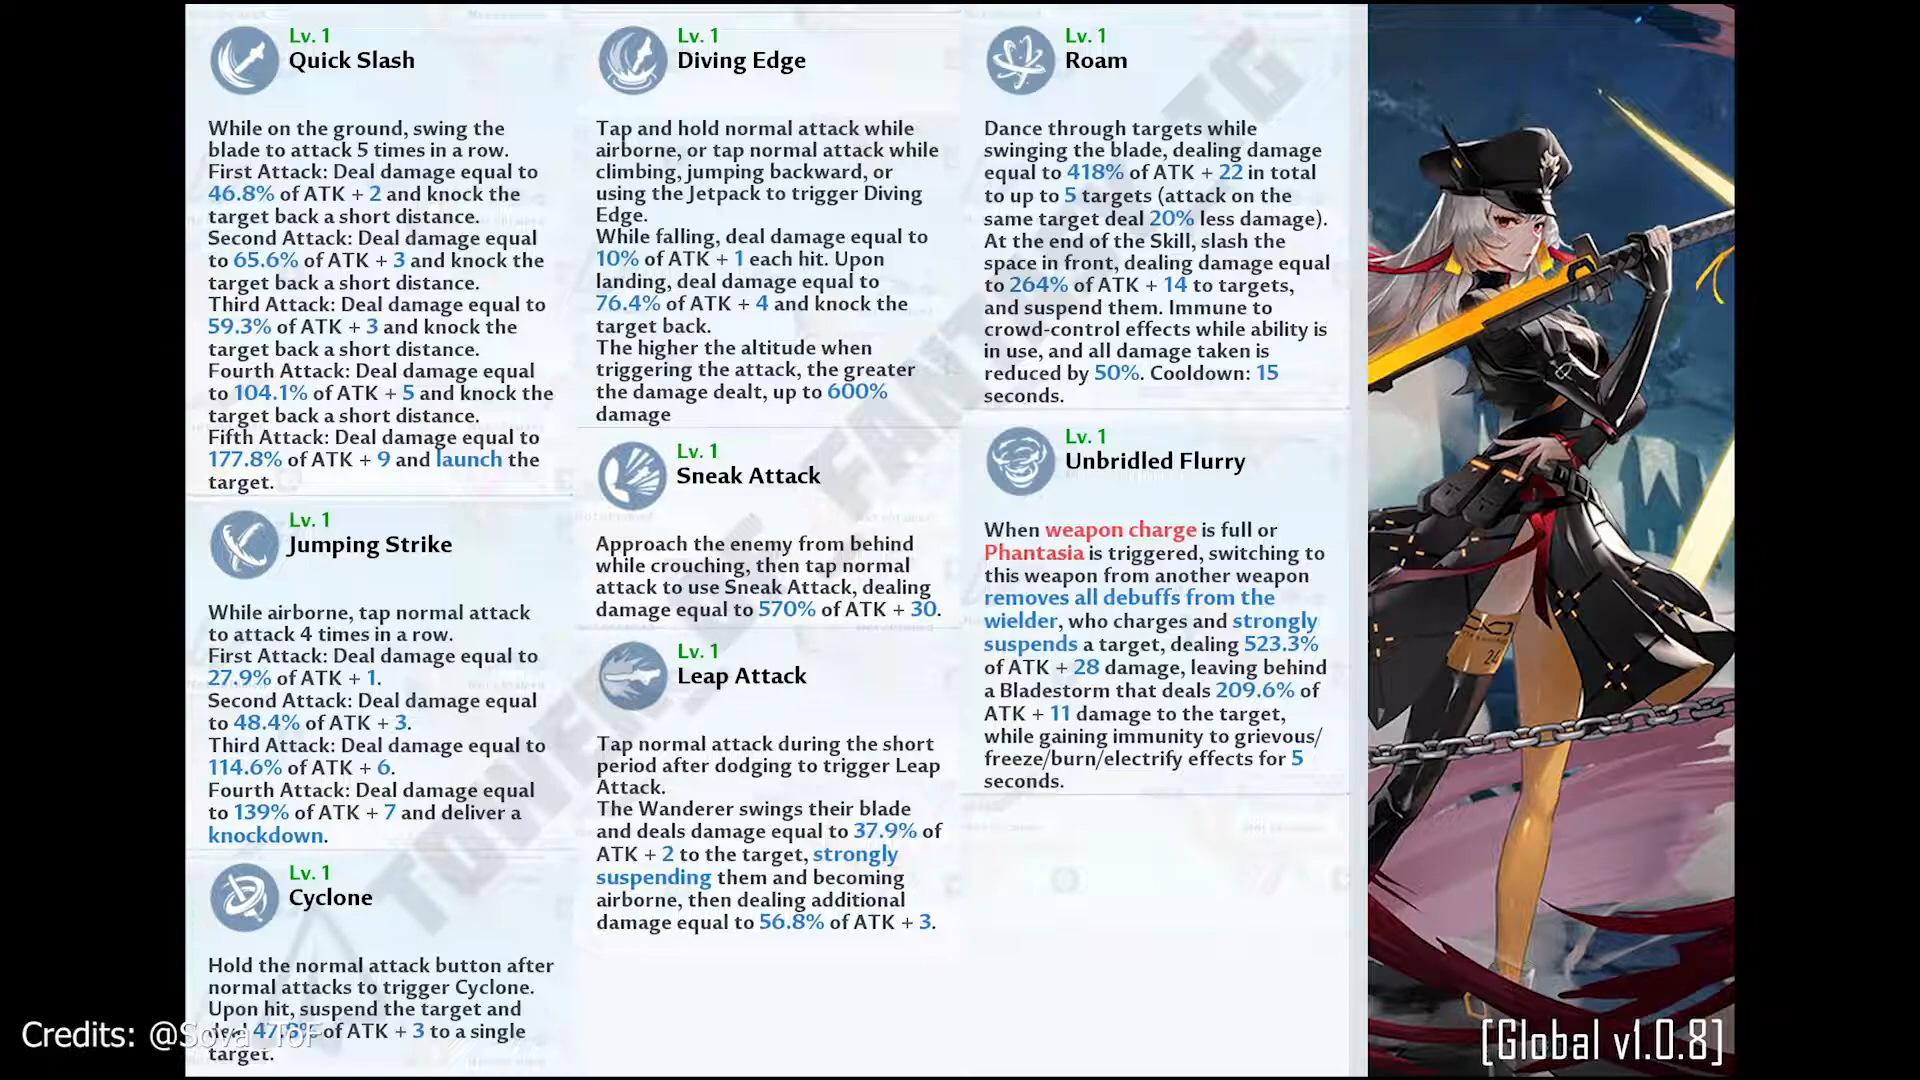 Lv. 1
Quick Slash
While on the ground, swing the
blade to attack 5 times in a row.
First Attack: Deal damage equal to
46.8% of ATK + 2 and knock the
target back a short distance.
Second Attack: Deal damage equal
to 65.6% of ATK + 3 and knock the
target back a short distance.
Third Attack: Deal damage equal to
59.3% of ATK + 3 and knock the
target back a short distance.
Fourth Attack: Deal damage equal
to 104.1% of ATK + 5 and knock the
target back a short distance.
Fifth Attack: Deal damage equal to
177.8% of ATK + 9 and launch the
target.
Lv. 1
Jumping Strike
While airborne, tap normal attack
to attack 4 times in a row.
First Attack: Deal damage equal to
27.9% of ATK + 1.
Second Attack: Deal damage equal
to 48.4% of ATK + 3.
Third Attack: Deal damage equal to
114.6% of ATK + 6.
Fourth Attack: Deal damage equal
to 139% of ATK + 7 and deliver a
knockdown.
Lv. 1
Cyclone
Hold the normal attack button after
normal attacks to trigger Cyclone.
Upon hit, suspend the target and
of ATK + 3 to a single
target.
Lv. 1
Diving Edge
Tap and hold normal attack while
airborne, or tap normal attack while
climbing, jumping backward, or
using the Jetpack to trigger Diving
Edge.
While falling, deal damage equal to
10% of ATK + 1 each hit. Upon
landing, deal damage equal to
76.4% of ATK + 4 and knock the
target back.
The higher the altitude when
triggering the attack, the greater
the damage dealt, up to 600%
damage
Lv. 1
Sneak Attack
Approach the enemy from behind
while crouching, then tap normal
attack to use Sneak Attack, dealing
damage equal to 570% of ATK + 30.
Lv. 1
Leap Attack
Tap normal attack during the short
period after dodging to trigger Leap
Attack.
The Wanderer swings their blade
and deals damage equal to 37.9% of
ATK + 2 to the target, strongly
suspending them and becoming
airborne, then dealing additional
damage equal to 56.8% of ATK + 3.
Lv. 1
Roam
Dance through targets while
swinging the blade, dealing damage
equal to 418% of ATK + 22 in total
to up to 5 targets (attack on the
same target deal 20% less damage).
At the end of the Skill, slash the
space in front, dealing damage equal
to 264% of ATK + 14 to targets,
and suspend them. Immune to
crowd-control effects while ability is
in use, and all damage taken is
reduced by 50%. Cooldown: 15
seconds.
Lv. 1
Unbridled Flurry
When weapon charge is full or
Phantasia is triggered, switching to
this weapon from another weapon
removes all debuffs from the
wielder, who charges and strongly
suspends a target, dealing 523.3%
of ATK + 28 damage, leaving behind
a Bladestorm that deals 209.6% of
ATK + 11 damage to the target,
while gaining immunity to grievous/
freeze/burn/electrify effects for 5
seconds.
TOWER OF FANTASY TG
24
Credits: @Sova_ToF
[Global v1.0.8]